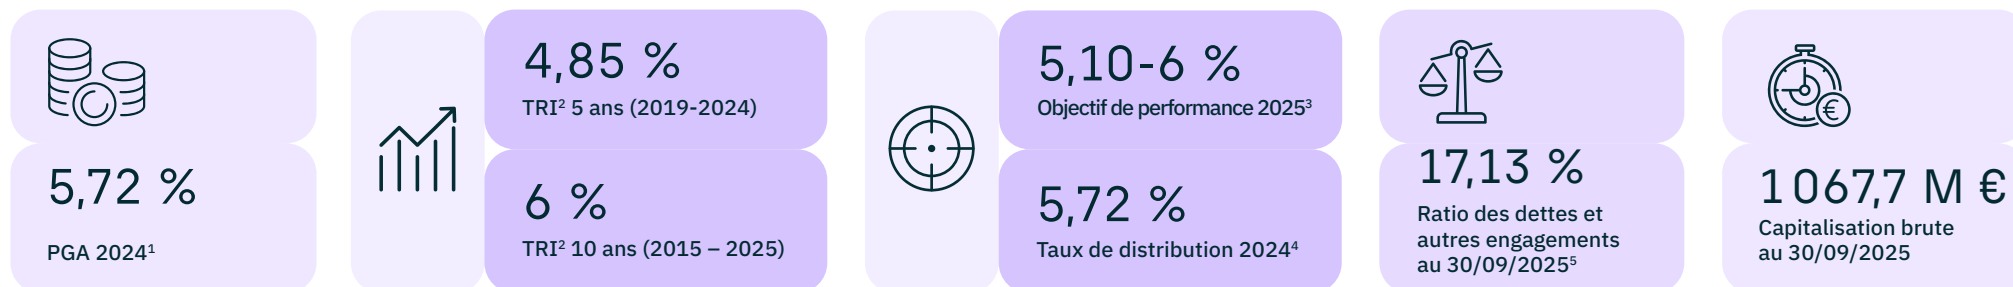 5,72 %
PGA 2024¹
4,85 %
TRI² 5 ans (2019-2024)
6 %
TRI² 10 ans (2015 – 2025)
5,10-6 %
Objectif de performance 2025³
5,72 %
Taux de distribution 2024⁴
17,13 %
Ratio des dettes et
autres engagements
au 30/09/2025⁵
€
1 067,7 M €
Capitalisation brute
au 30/09/2025